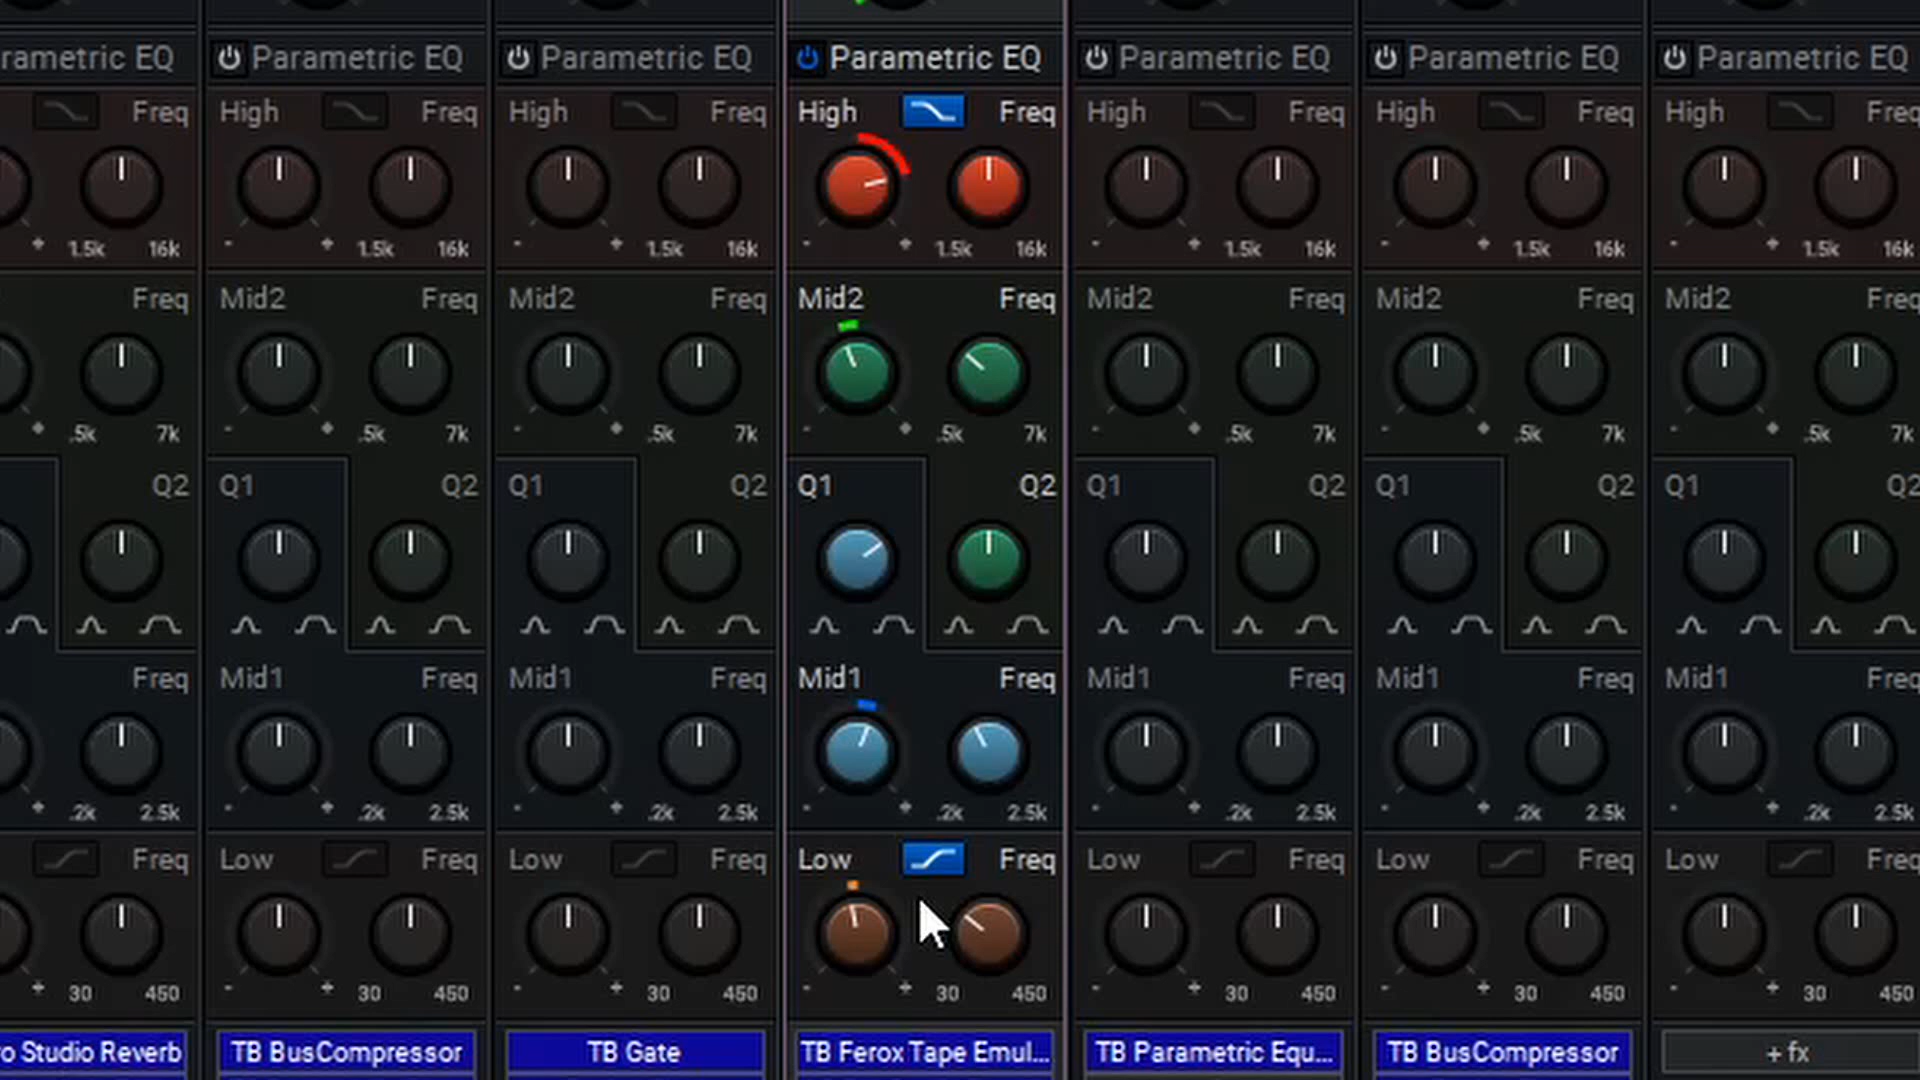 rametric EQ Parametric EQ Parametric EQ Parametric EQ Parametric EQ Parametric EQ Parametric EQ
Freq High Freq High Freq High Freq High Freq High Freq High Freq
1.5k 16k - + 1.5k 16k - + 1.5k 16k - + 1.5k 16k - + 1.5k 16k - + 1.5k 16k - + 1.5k 16k
Freq Mid2 Freq Mid2 Freq Mid2 Freq Mid2 Freq Mid2 Freq Mid2 Freq
.5k 7k - + .5k 7k - + .5k 7k - + .5k 7k - + .5k 7k - + .5k 7k - + .5k 7k
Q2 Q1 Q2 Q1 Q2 Q1 Q2 Q1 Q2 Q1 Q2 Q1 Q2
Freq Mid1 Freq Mid1 Freq Mid1 Freq Mid1 Freq Mid1 Freq Mid1 Freq
.2k 2.5k - + .2k 2.5k - + .2k 2.5k - + .2k 2.5k - + .2k 2.5k - + .2k 2.5k - + .2k 2.5k
Freq Low Freq Low Freq Low Freq Low Freq Low Freq Low Freq
30 450 - + 30 450 - + 30 450 - + 30 450 - + 30 450 - + 30 450 - + 30 450
o Studio Reverb TB BusCompressor TB Gate TB Ferox Tape Emul... TB Parametric Equ... TB BusCompressor + fx